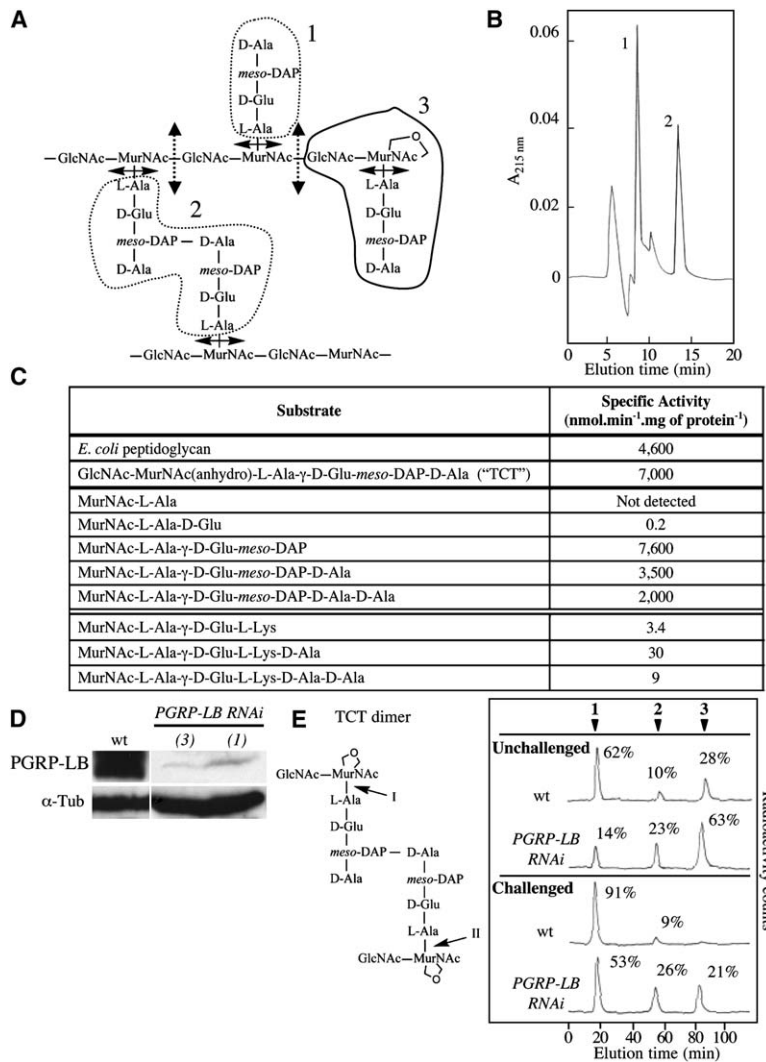 A
1
D-Ala
meso-DAP
D-Glu
L-Ala
3
O
—GlcNAc—MurNAc—GlcNAc—MurNAc—GlcNAc—MurNAc
L-Ala
D-Glu
meso-DAP — D-Ala
D-Ala
2
meso-DAP
D-Glu
L-Ala
—GlcNAc—MurNAc—GlcNAc—MurNAc—
L-Ala
D-Glu
meso-DAP
D-Ala
B
A215 nm
0.06
0.04
0.02
0
1
2
0 5 10 15 20
Elution time (min)
C
Substrate Specific Activity
(nmol.min-1.mg of protein-1)
E. coli peptidoglycan 4,600
GlcNAc-MurNAc(anhydro)-L-Ala-γ-D-Glu-meso-DAP-D-Ala (“TCT”) 7,000
MurNAc-L-Ala Not detected
MurNAc-L-Ala-D-Glu 0.2
MurNAc-L-Ala-γ-D-Glu-meso-DAP 7,600
MurNAc-L-Ala-γ-D-Glu-meso-DAP-D-Ala 3,500
MurNAc-L-Ala-γ-D-Glu-meso-DAP-D-Ala-D-Ala 2,000
MurNAc-L-Ala-γ-D-Glu-L-Lys 3.4
MurNAc-L-Ala-γ-D-Glu-L-Lys-D-Ala 30
MurNAc-L-Ala-γ-D-Glu-L-Lys-D-Ala-D-Ala 9
D
PGRP-LB RNAi
wt (3) (1)
PGRP-LB
α-Tub
E
TCT dimer
O
GlcNAc—MurNAc
I
L-Ala
D-Glu
meso-DAP — D-Ala
D-Ala
meso-DAP
D-Glu
L-Ala
II
GlcNAc—MurNAc
O
1 2 3
Unchallenged
wt
62% 10% 28%
PGRP-LB
RNAi
14% 23% 63%
Challenged
wt
91% 9%
PGRP-LB
RNAi
53% 26% 21%
0 20 40 60 80 100
Elution time (min)